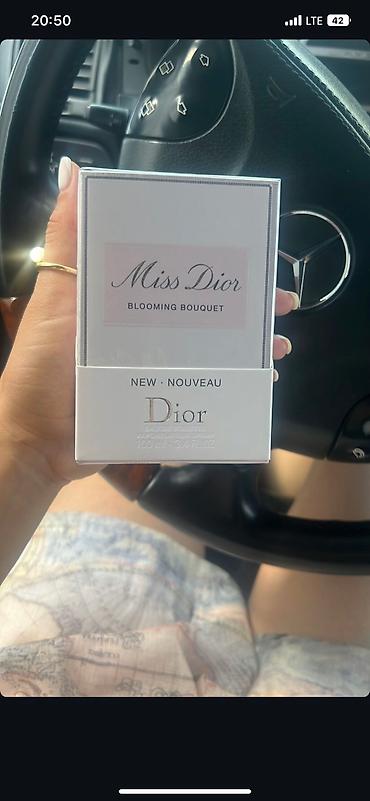 20:50
LTE 42
Miss Dior
BLOOMING BOUQUET
NEW · NOUVEAU
Dior